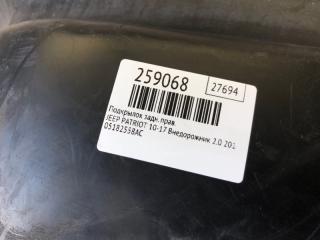 259068
27694
Подкрылок задн. прав.
JEEP PATRIOT 10-17 Внедорожник 2.0 201
05182558AC